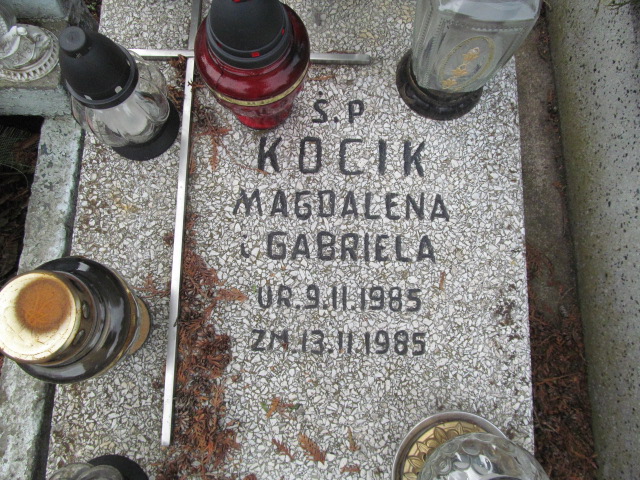 Ś.P
KOCIK
MAGDALENA
i GABRIELA
UR.9.11.1985
ZM.13.11.1985